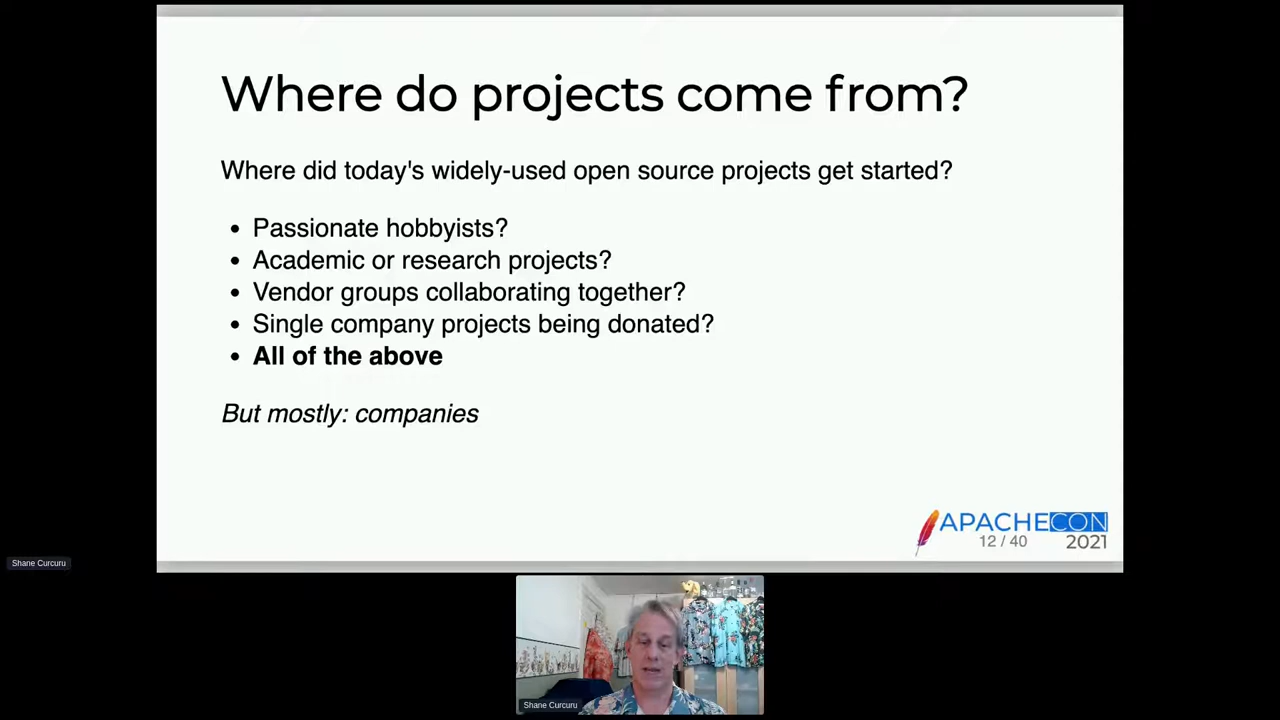 Where do projects come from?
Where did today's widely-used open source projects get started?
• Passionate hobbyists?
• Academic or research projects?
• Vendor groups collaborating together?
• Single company projects being donated?
• All of the above
But mostly: companies
APACHECON
12 / 40
2021
Shane Curcuru
Shane Curcuru